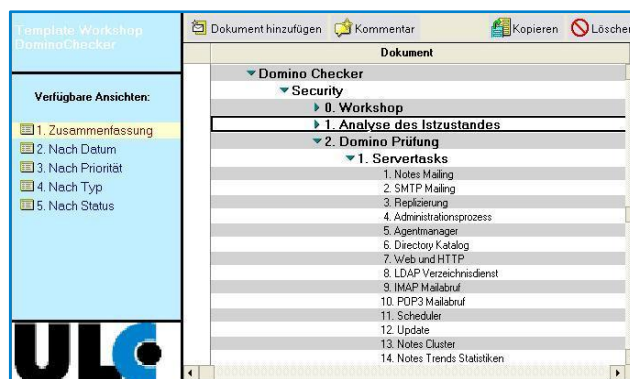 Template Workshop
DominoChecker
Dokument hinzufügen Kommentar Kopieren Lösche
Dokument
Verfügbare Ansichten:
1. Zusammenfassung
2. Nach Datum
3. Nach Priorität
4. Nach Typ
5. Nach Status
Domino Checker
Security
0. Workshop
1. Analyse des Istzustandes
2. Domino Prüfung
1. Servertasks
1. Notes Mailing
2. SMTP Mailing
3. Replizierung
4. Administrationsprozess
5. Agentmanager
6. Directory Katalog
7. Web und HTTP
8. LDAP Verzeichnisdienst
9. IMAP Mailabruf
10. POP3 Mailabruf
11. Scheduler
12. Update
13. Notes Cluster
14. Notes Trends Statistiken
ULC